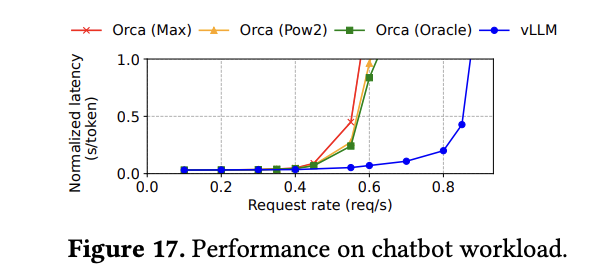 Orca (Max) Orca (Pow2) Orca (Oracle) vLLM
Normalized latency
(s/token)
1.0
0.5
0.0
0.0 0.2 0.4 0.6 0.8
Request rate (req/s)
Figure 17. Performance on chatbot workload.